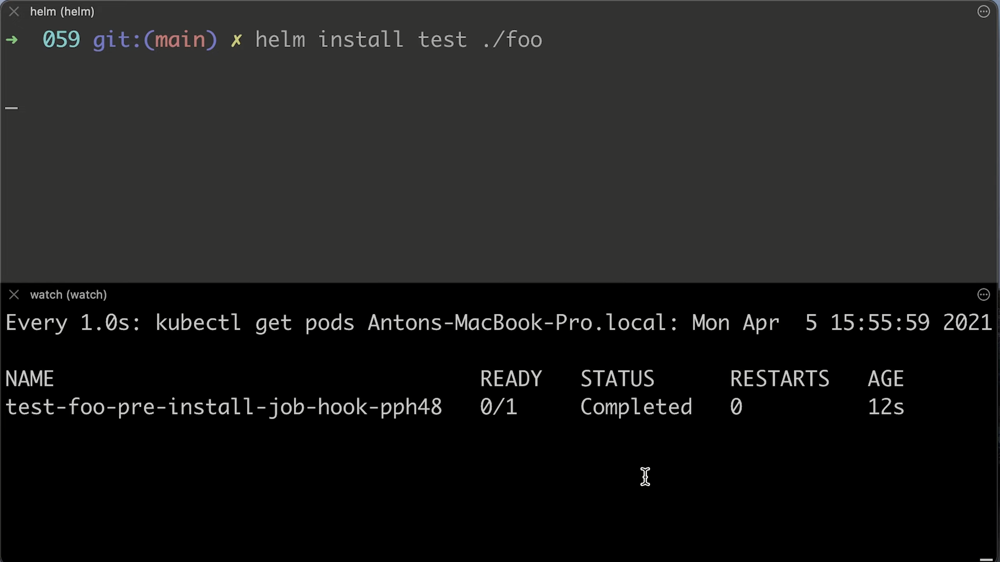 helm (helm)
➜  059 git:(main) ✗ helm install test ./foo
watch (watch)
Every 1.0s: kubectl get pods Antons-MacBook-Pro.local: Mon Apr  5 15:55:59 2021
NAME                                  READY   STATUS      RESTARTS   AGE
test-foo-pre-install-job-hook-pph48   0/1     Completed   0          12s